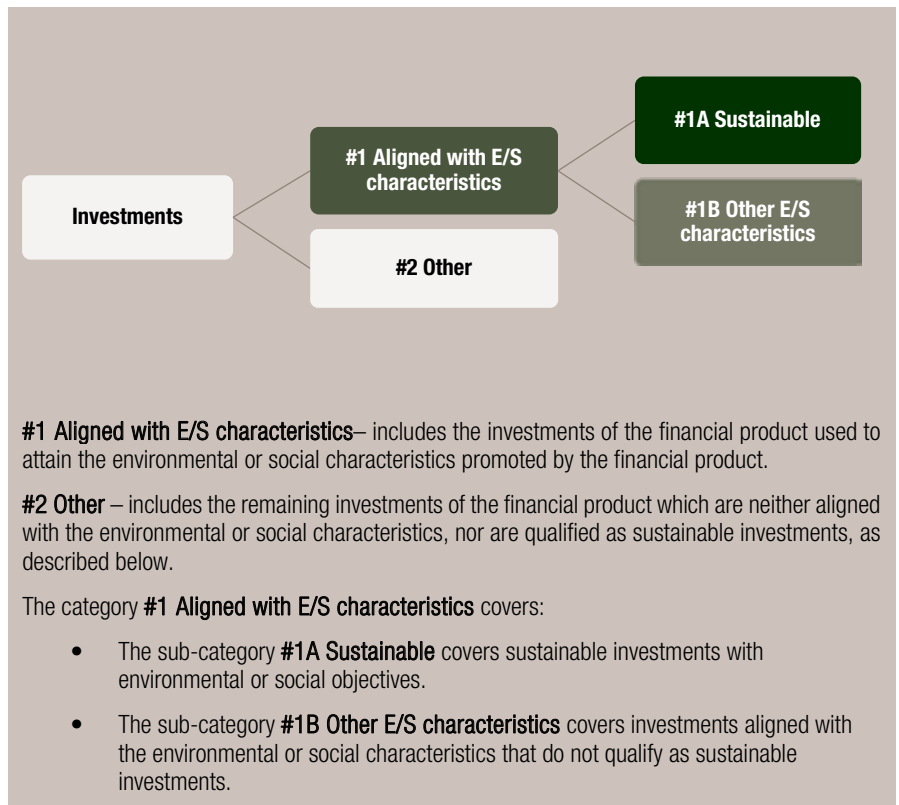 #1A Sustainable
#1 Aligned with E/S
characteristics
Investments
#1B Other E/S
characteristics
#2 Other
#1 Aligned with E/S characteristics– includes the investments of the financial product used to
attain the environmental or social characteristics promoted by the financial product.
#2 Other – includes the remaining investments of the financial product which are neither aligned
with the environmental or social characteristics, nor are qualified as sustainable investments, as
described below.
The category #1 Aligned with E/S characteristics covers:
• The sub-category #1A Sustainable covers sustainable investments with
environmental or social objectives.
• The sub-category #1B Other E/S characteristics covers investments aligned with
the environmental or social characteristics that do not qualify as sustainable
investments.